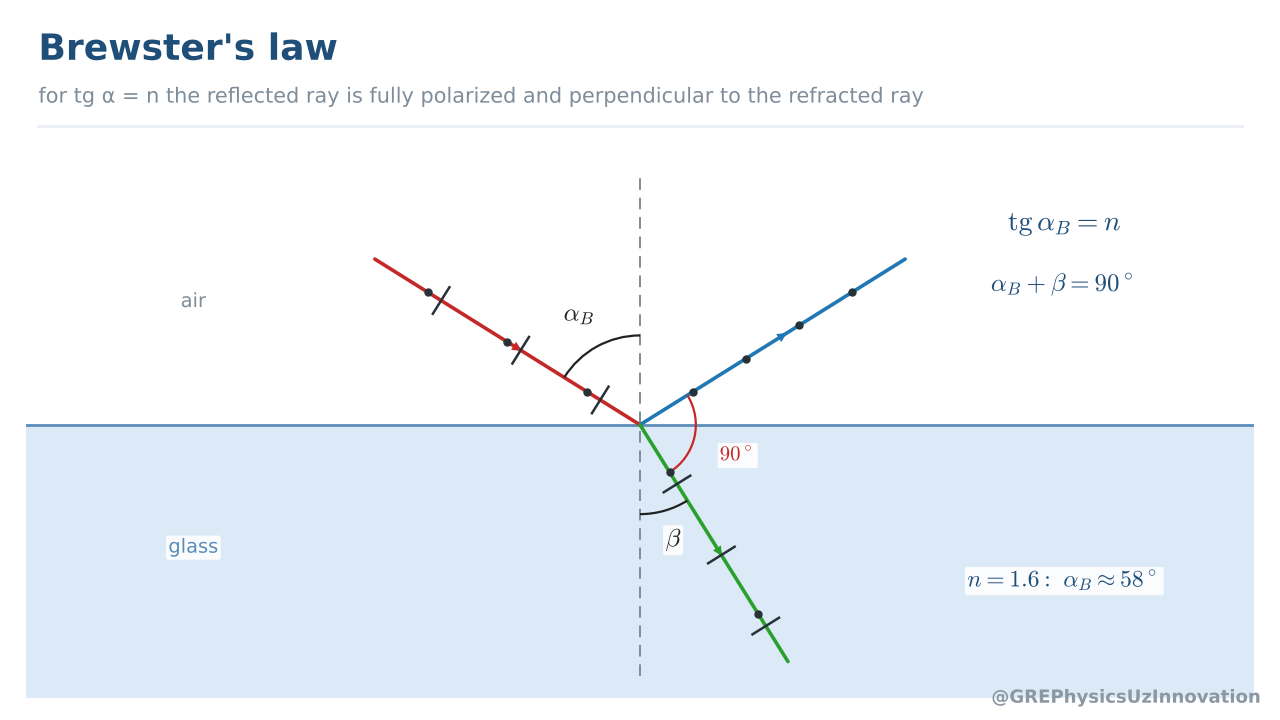 Brewster's law
for tg α = n the reflected ray is fully polarized and perpendicular to the refracted ray
tg α_B = n
α_B + β = 90°
air
α_B
90°
β
glass
n = 1.6 : α_B ≈ 58°
@GREPhysicsUzInnovation